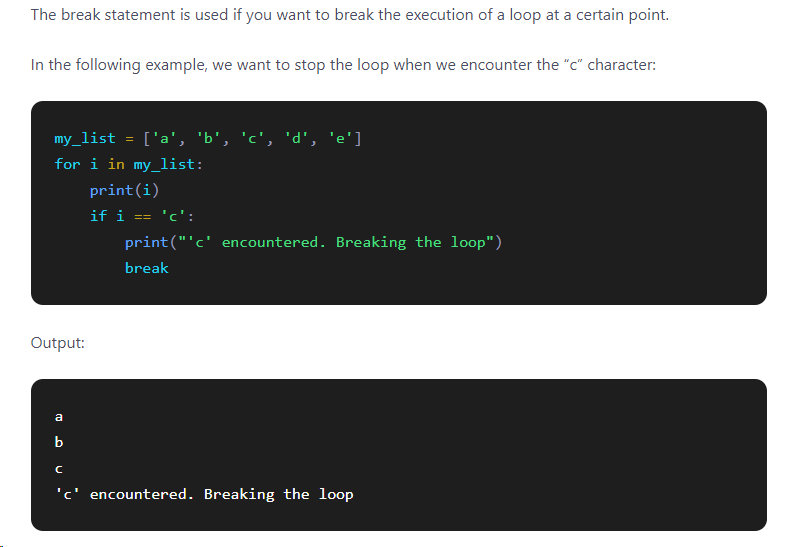 The break statement is used if you want to break the execution of a loop at a certain point.
In the following example, we want to stop the loop when we encounter the “c” character:
my_list = ['a', 'b', 'c', 'd', 'e']
for i in my_list:
    print(i)
    if i == 'c':
        print("'c' encountered. Breaking the loop")
        break
Output:
a
b
c
'c' encountered. Breaking the loop